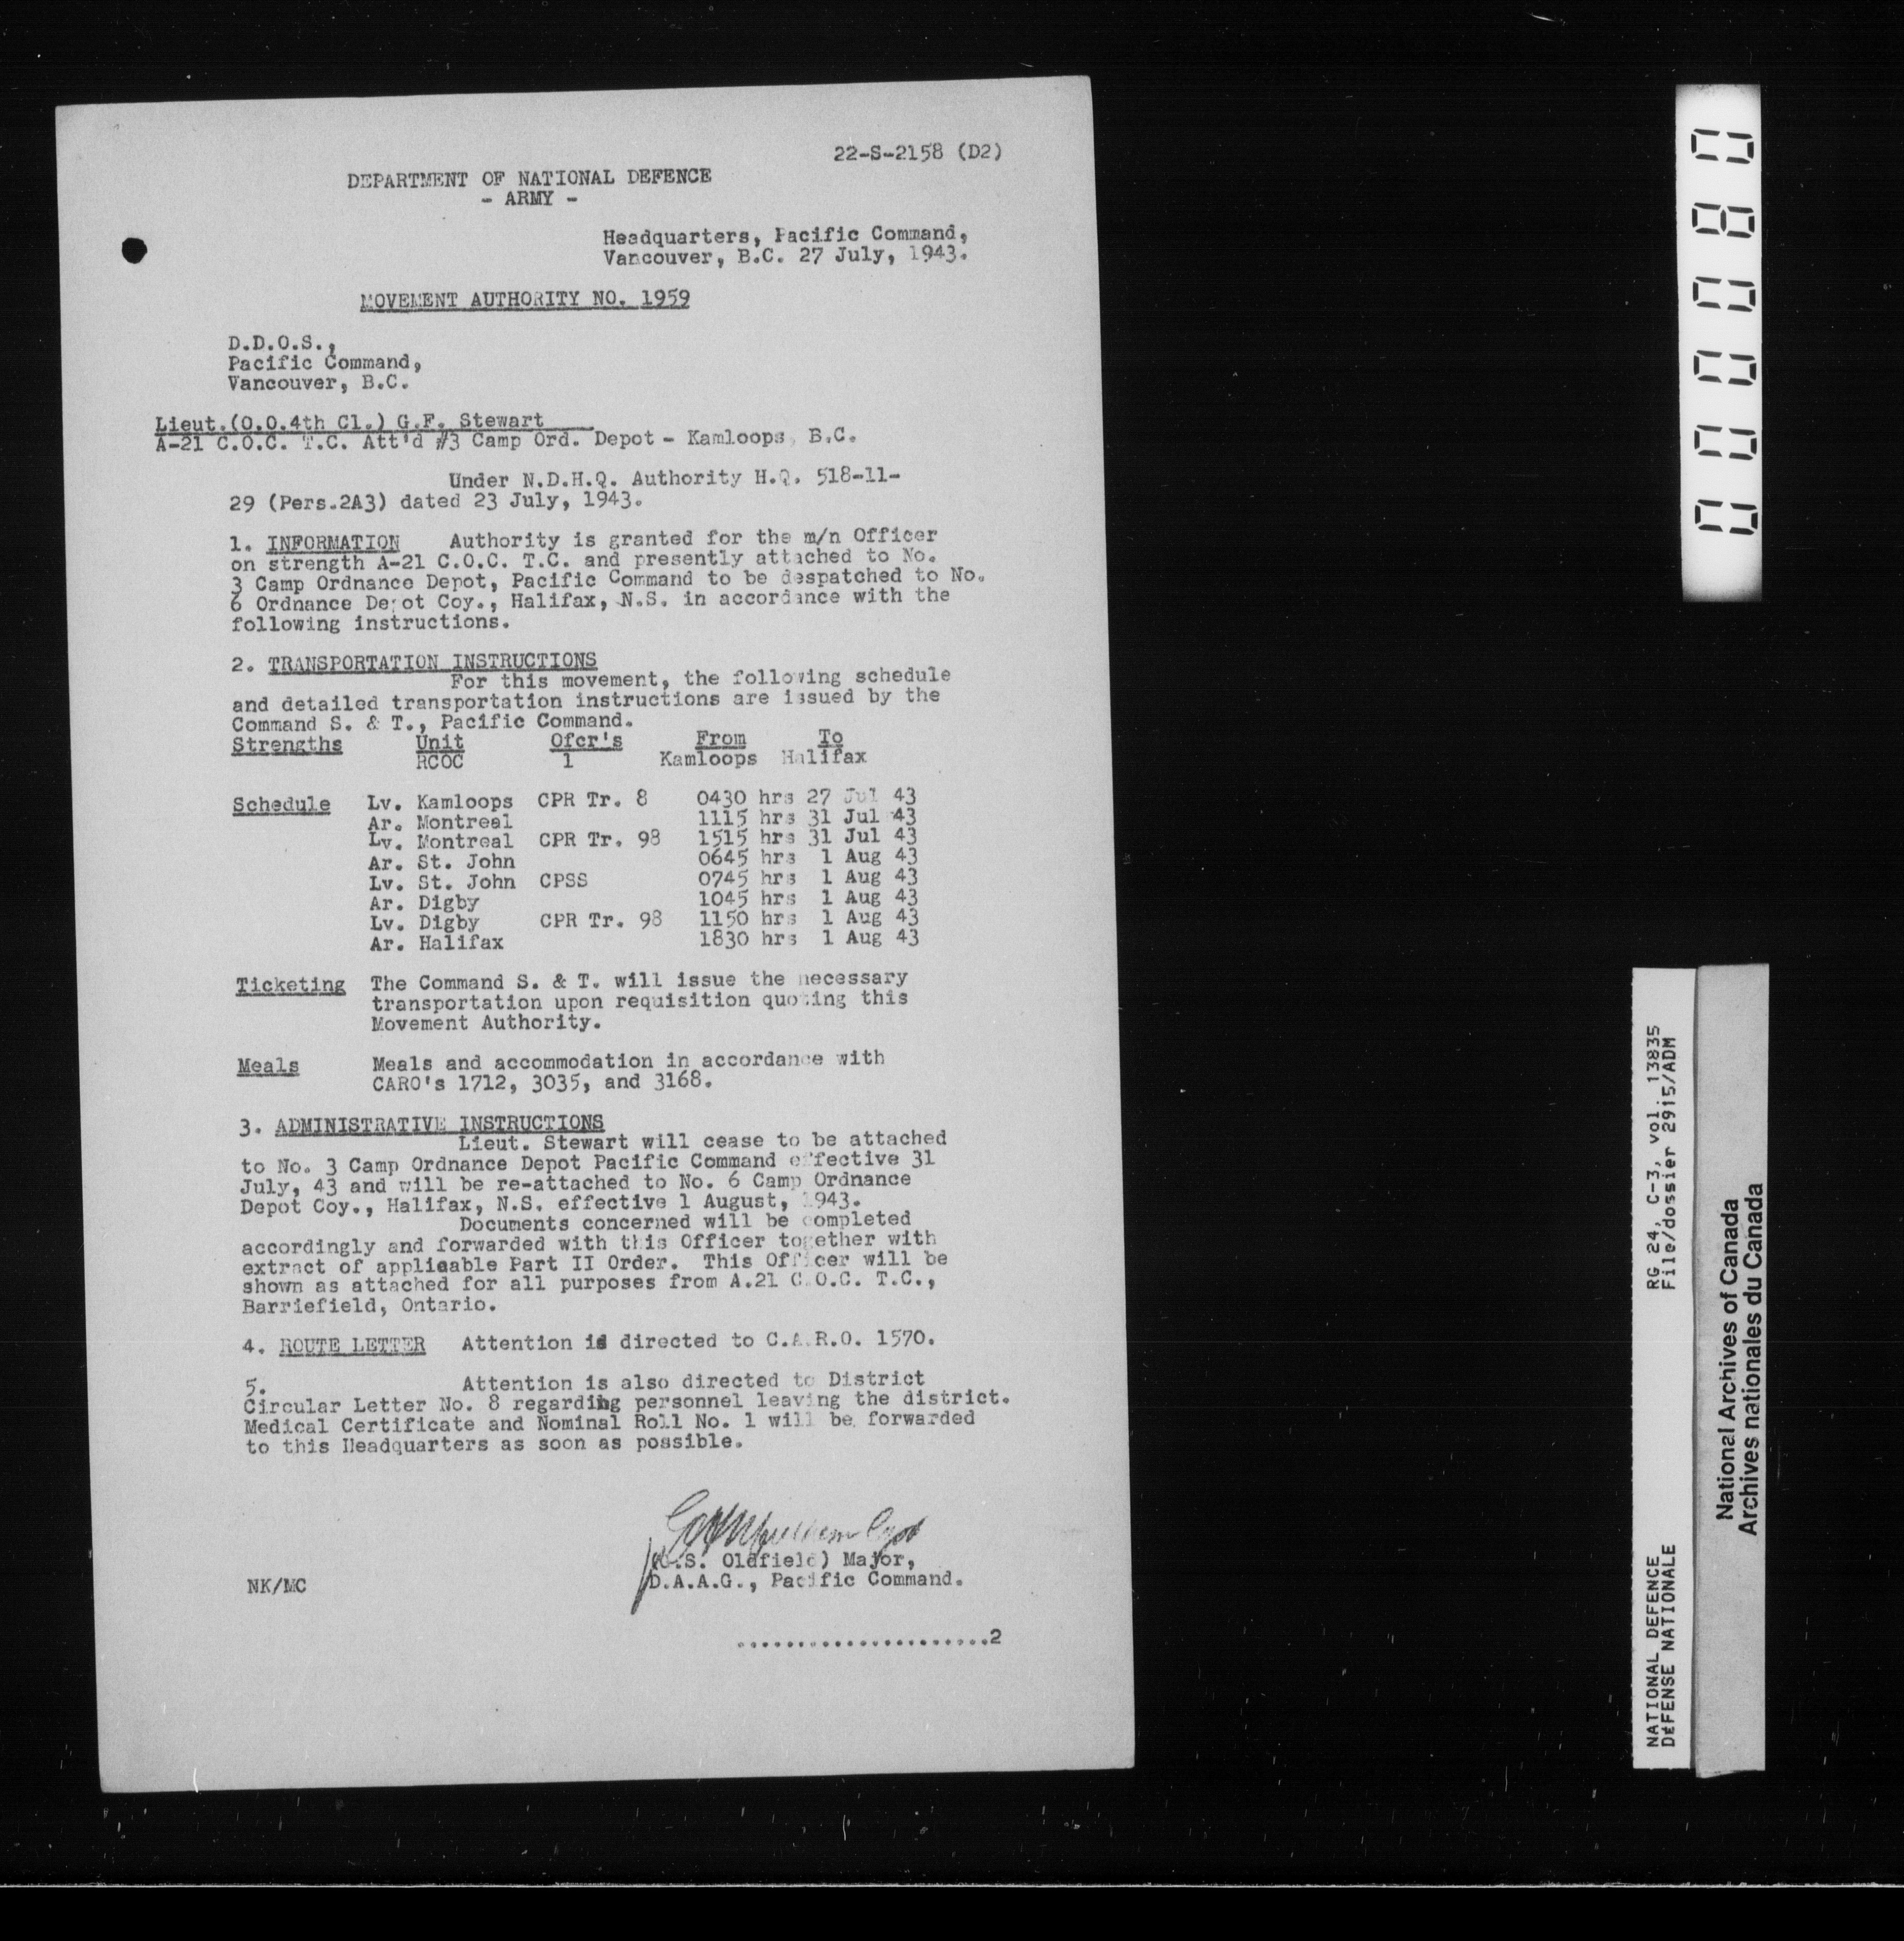 22-S-2158 (D2)
DEPARTMENT OF NATIONAL DEFENCE
- ARMY -
Headquarters, Pacific Command,
Vancouver, B.C. 27 July, 1943.
MOVEMENT AUTHORITY NO. 1959
D.D.O.S.,
Pacific Command,
Vancouver, B.C.
Lieut.(O.O.4th Cl.) G.F. Stewart
A-21 C.O.C. T.C. Att'd #3 Camp Ord. Depot - Kamloops, B.C.
Under N.D.H.Q. Authority H.Q. 518-11-
29 (Pers.2A3) dated 23 July, 1943.
1. INFORMATION Authority is granted for the m/n Officer
on strength A-21 C.O.C. T.C. and presently attached to No.
3 Camp Ordnance Depot, Pacific Command to be despatched to No.
6 Ordnance Depot Coy., Halifax, N.S. in accordance with the
following instructions.
2. TRANSPORTATION INSTRUCTIONS
For this movement, the following schedule
and detailed transportation instructions are issued by the
Command S. & T., Pacific Command.
Strengths Unit Ofcr's From To
RCOC 1 Kamloops Halifax
Schedule Lv. Kamloops CPR Tr. 8 0430 hrs 27 Jul 43
Ar. Montreal 1115 hrs 31 Jul 43
Lv. Montreal CPR Tr. 98 1515 hrs 31 Jul 43
Ar. St. John 0645 hrs 1 Aug 43
Lv. St. John CPSS 0745 hrs 1 Aug 43
Ar. Digby 1045 hrs 1 Aug 43
Lv. Digby CPR Tr. 98 1150 hrs 1 Aug 43
Ar. Halifax 1830 hrs 1 Aug 43
Ticketing The Command S. & T. will issue the necessary
transportation upon requisition quoting this
Movement Authority.
Meals Meals and accommodation in accordance with
CARO's 1712, 3035, and 3168.
3. ADMINISTRATIVE INSTRUCTIONS
Lieut. Stewart will cease to be attached
to No. 3 Camp Ordnance Depot Pacific Command effective 31
July, 43 and will be re-attached to No. 6 Camp Ordnance
Depot Coy., Halifax, N.S. effective 1 August, 1943.
Documents concerned will be completed
accordingly and forwarded with this Officer together with
extract of applicable Part II Order. This Officer will be
shown as attached for all purposes from A.21 C.O.C. T.C.,
Barriefield, Ontario.
4. ROUTE LETTER Attention is directed to C.A.R.O. 1570.
5. Attention is also directed to District
Circular Letter No. 8 regarding personnel leaving the district.
Medical Certificate and Nominal Roll No. 1 will be forwarded
to this Headquarters as soon as possible.
.S. Oldfield) Major,
D.A.A.G., Pacific Command.
NK/MC
.....................2
000080
RG 24, C-3, vol. 13835
File/dossier 2915/ADM
NATIONAL DEFENCE
DÉFENSE NATIONALE
National Archives of Canada
Archives nationales du Canada